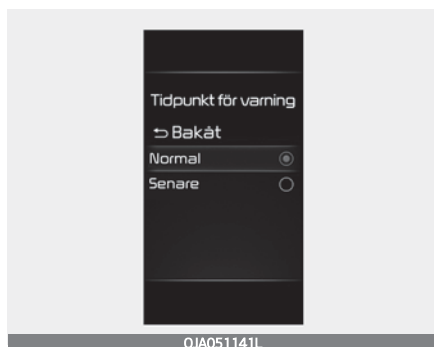 Tidpunkt för varning
Bakåt
Normal
Senare
OJA051141L